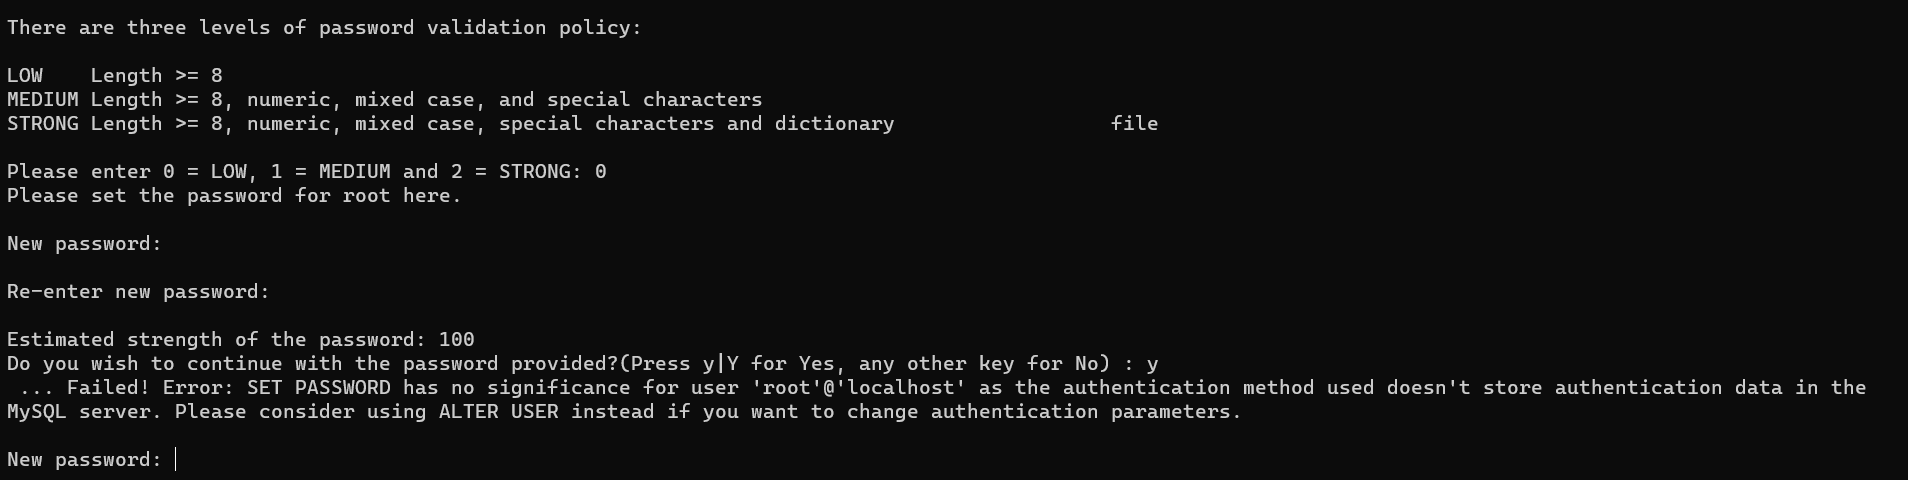 There are three levels of password validation policy:
LOW    Length >= 8
MEDIUM Length >= 8, numeric, mixed case, and special characters
STRONG Length >= 8, numeric, mixed case, special characters and dictionary                  file
Please enter 0 = LOW, 1 = MEDIUM and 2 = STRONG: 0
Please set the password for root here.
New password:
Re-enter new password:
Estimated strength of the password: 100
Do you wish to continue with the password provided?(Press y|Y for Yes, any other key for No) : y
 ... Failed! Error: SET PASSWORD has no significance for user 'root'@'localhost' as the authentication method used doesn't store authentication data in the
MySQL server. Please consider using ALTER USER instead if you want to change authentication parameters.
New password: